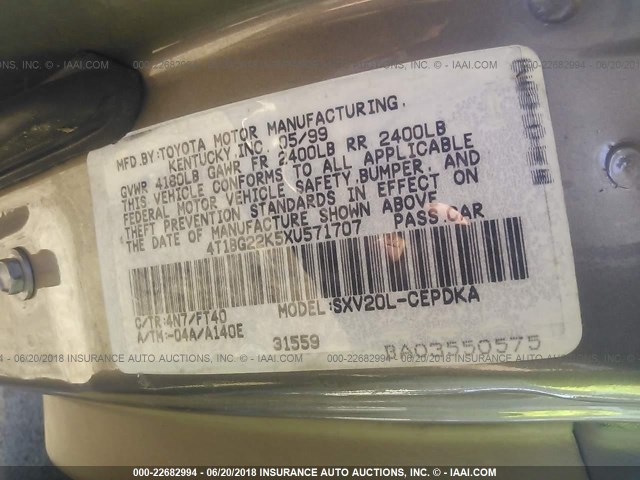 MFD.BY:TOYOTA MOTOR MANUFACTURING,
KENTUCKY,INC. 05/99
GVWR 4180LB GAWR FR 2400LB RR 2400LB
THIS VEHICLE CONFORMS TO ALL APPLICABLE
FEDERAL MOTOR VEHICLE SAFETY,BUMPER, AND
THEFT PREVENTION STANDARDS IN EFFECT ON
THE DATE OF MANUFACTURE SHOWN ABOVE.
4T1BG22K5XU571707 PASS.CAR
C/TR:4N7/FT40 MODEL:SXV20L-CEPDKA
A/TM:-04A/A140E 31559
BA03550575
000-22682994 - 06/20/2018 INSURANCE AUTO AUCTIONS, INC. - IAAI.COM